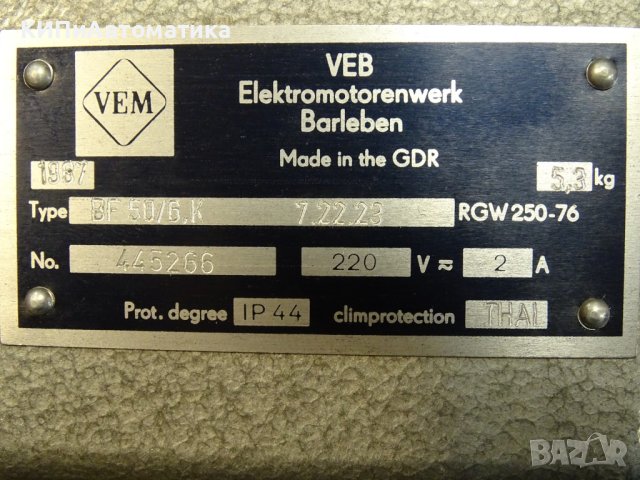 КИПиАвтоматика
VEM
VEB
Elektromotorenwerk
Barleben
Made in the GDR
1987 5,3 kg
Type BF 50/6,K 7.22.23 RGW 250-76
No. 445266 220 V ≂ 2 A
Prot. degree IP 44 climprotection THAI
BAZAR